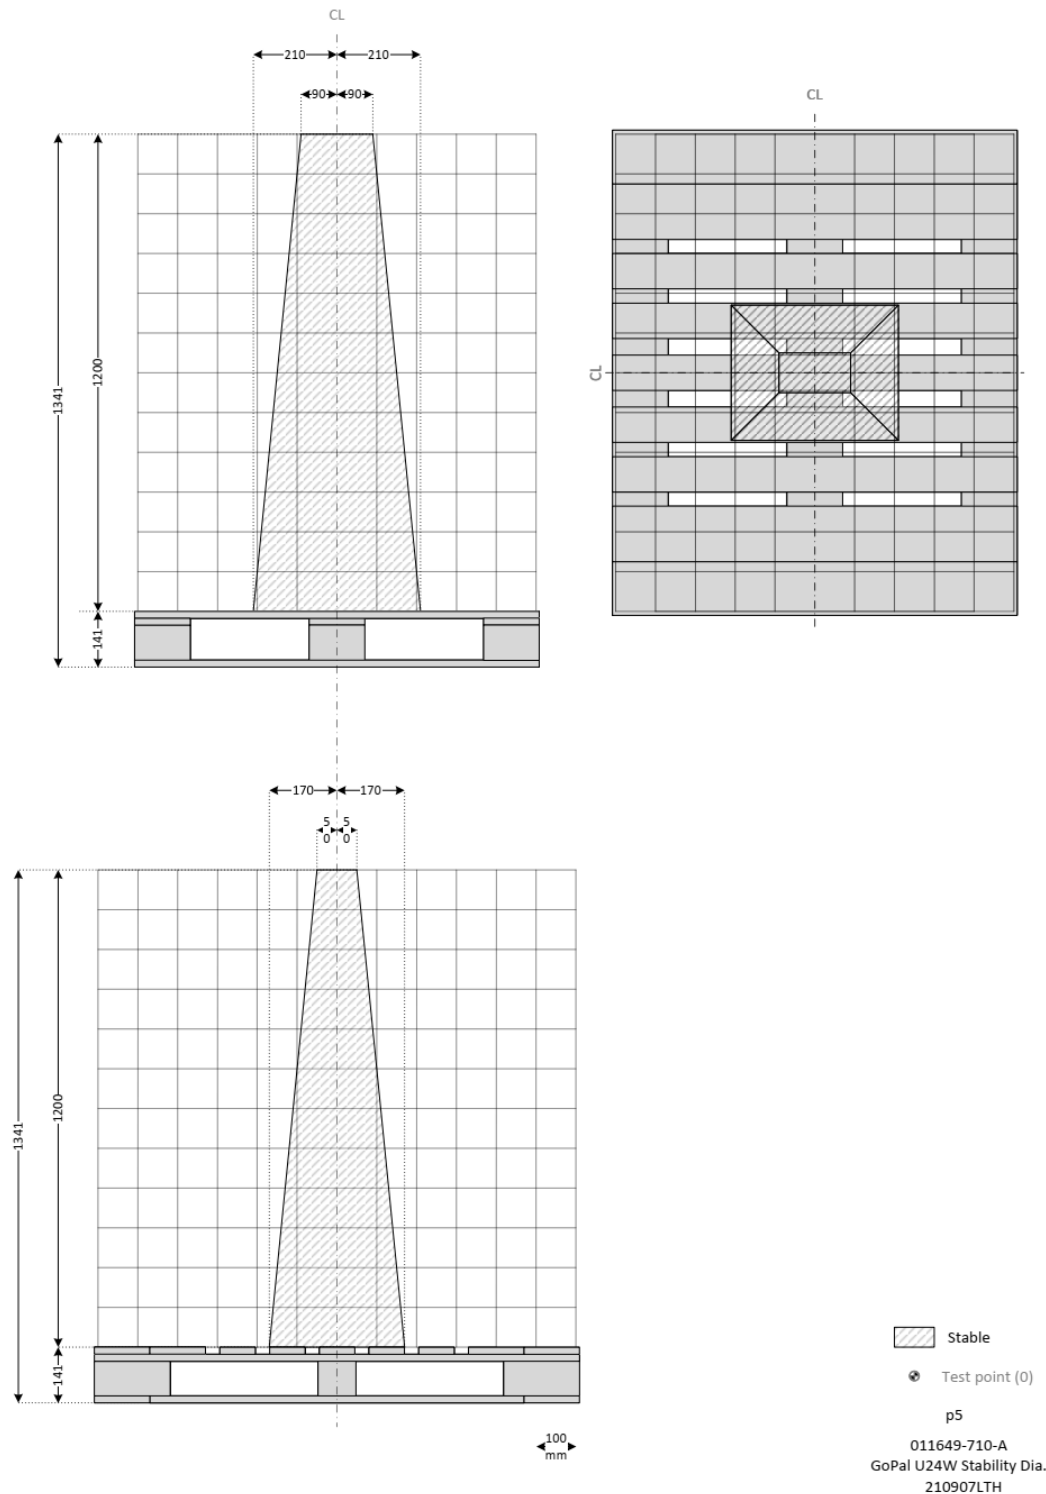 CL
210
210
90
90
CL
1341
1200
CL
141
170
170
5
0
5
0
1341
1200
141
Stable
Test point (0)
p5
100
mm
011649-710-A
GoPal U24W Stability Dia.
210907LTH